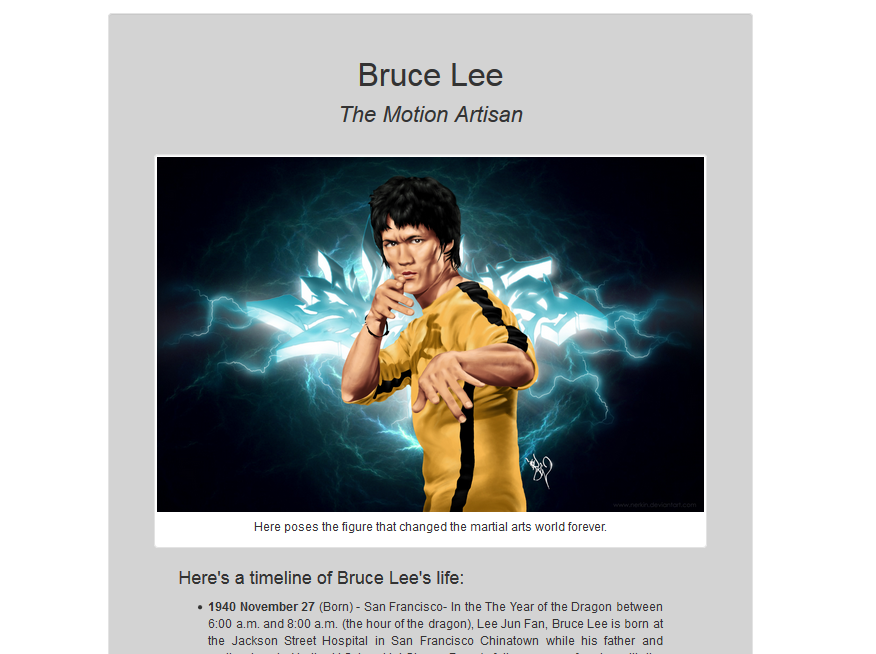 Bruce Lee
The Motion Artisan
Here poses the figure that changed the martial arts world forever.
Here's a timeline of Bruce Lee's life:
• 1940 November 27 (Born) - San Francisco- In the The Year of the Dragon between
6:00 a.m. and 8:00 a.m. (the hour of the dragon), Lee Jun Fan, Bruce Lee is born at
the Jackson Street Hospital in San Francisco Chinatown while his father and